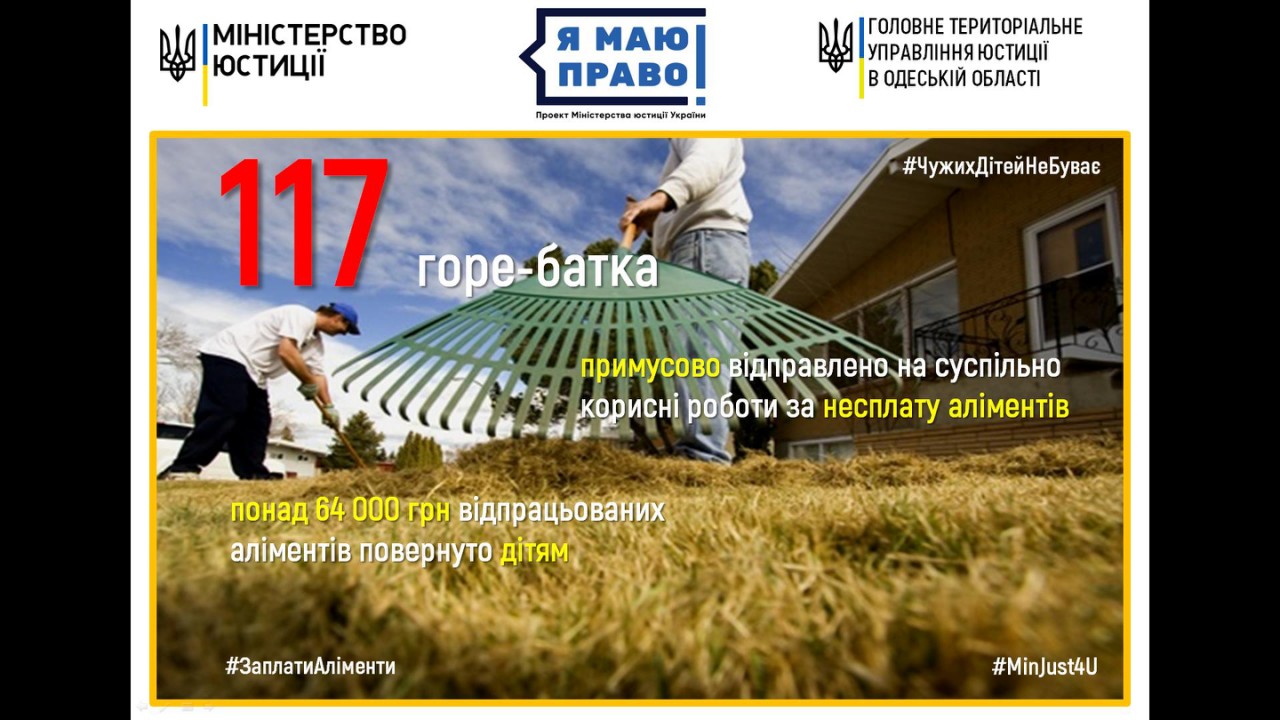 МІНІСТЕРСТВО
ЮСТИЦІЇ
Я МАЮ
ПРАВО!
Проект Міністерства юстиції України
ГОЛОВНЕ ТЕРИТОРІАЛЬНЕ
УПРАВЛІННЯ ЮСТИЦІЇ
В ОДЕСЬКІЙ ОБЛАСТІ
#ЧужихДітейНеБуває
117
горе-батка
примусово відправлено на суспільно
корисні роботи за несплату аліментів
понад 64 000 грн відпрацьованих
аліментів повернуто дітям
#ЗаплатиАліменти
#MinJust4U